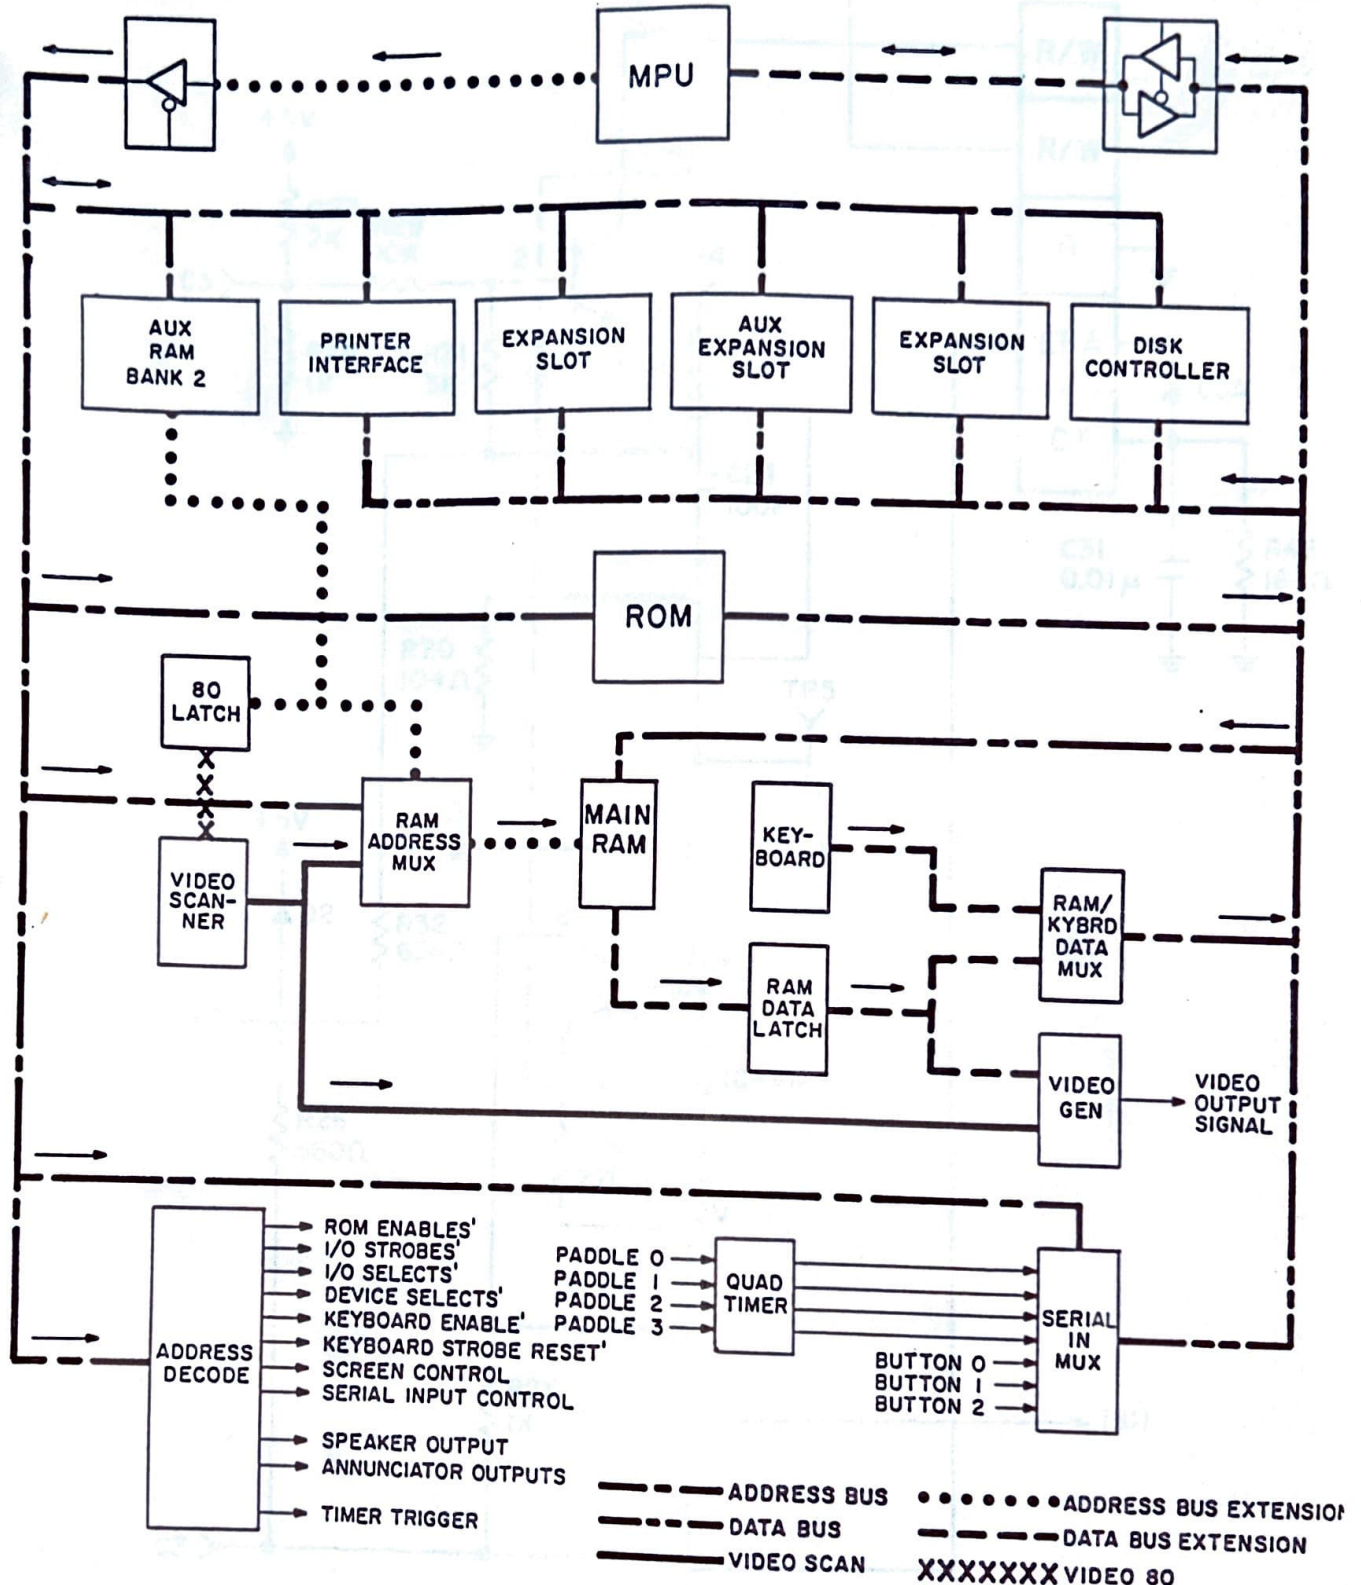 MPU
AUX
RAM
BANK 2
PRINTER
INTERFACE
EXPANSION
SLOT
AUX
EXPANSION
SLOT
EXPANSION
SLOT
DISK
CONTROLLER
ROM
80
LATCH
RAM
ADDRESS
MUX
MAIN
RAM
KEY-
BOARD
VIDEO
SCAN-
NER
RAM/
KYBRD
DATA
MUX
RAM
DATA
LATCH
VIDEO
GEN
VIDEO
OUTPUT
SIGNAL
ADDRESS
DECODE
ROM ENABLES'
I/O STROBES'
I/O SELECTS'
DEVICE SELECTS'
KEYBOARD ENABLE'
KEYBOARD STROBE RESET'
SCREEN CONTROL
SERIAL INPUT CONTROL
SPEAKER OUTPUT
ANNUNCIATOR OUTPUTS
TIMER TRIGGER
PADDLE 0
PADDLE 1
PADDLE 2
PADDLE 3
QUAD
TIMER
BUTTON 0
BUTTON 1
BUTTON 2
SERIAL
IN
MUX
ADDRESS BUS
DATA BUS
VIDEO SCAN
ADDRESS BUS EXTENSION
DATA BUS EXTENSION
XXXXXXX VIDEO 80